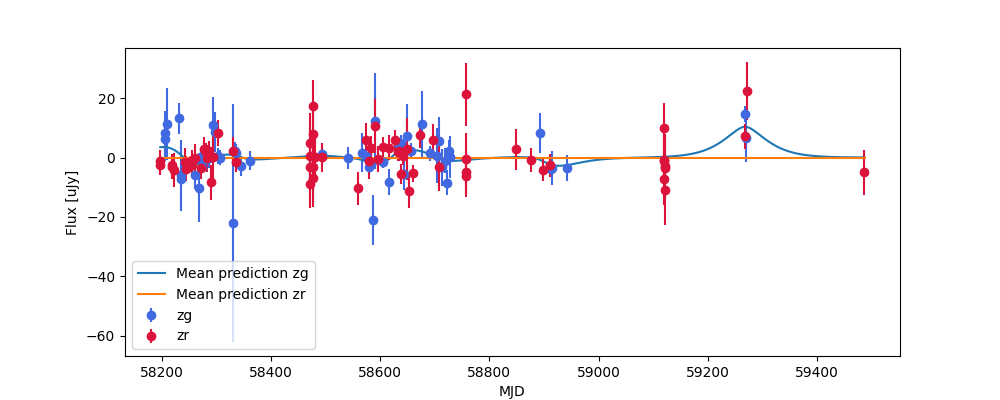 20
0
−20
−40
−60
Flux [uJy]
Mean prediction zg
Mean prediction zr
zg
zr
58200 58400 58600 58800 59000 59200 59400
MJD